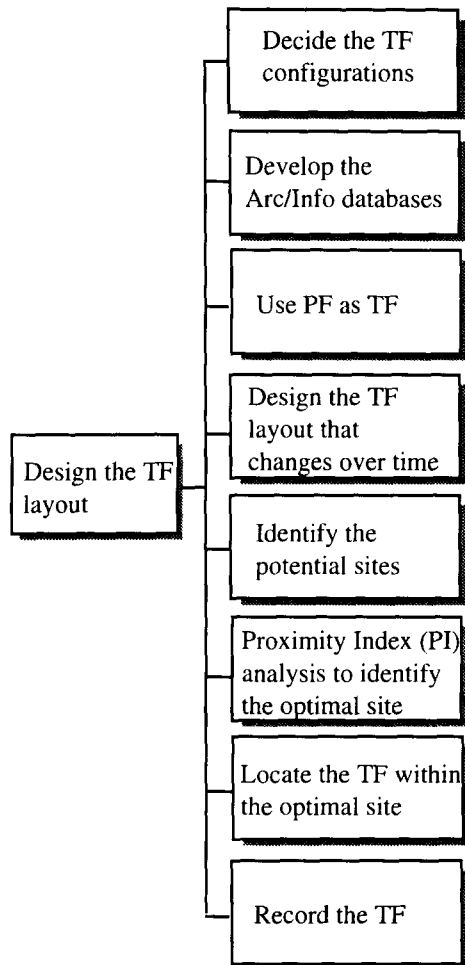 Decide the TF
configurations
Develop the
Arc/Info databases
Use PF as TF
Design the TF
layout that
changes over time
Design the TF
layout
Identify the
potential sites
Proximity Index (PI)
analysis to identify
the optimal site
Locate the TF within
the optimal site
Record the TF